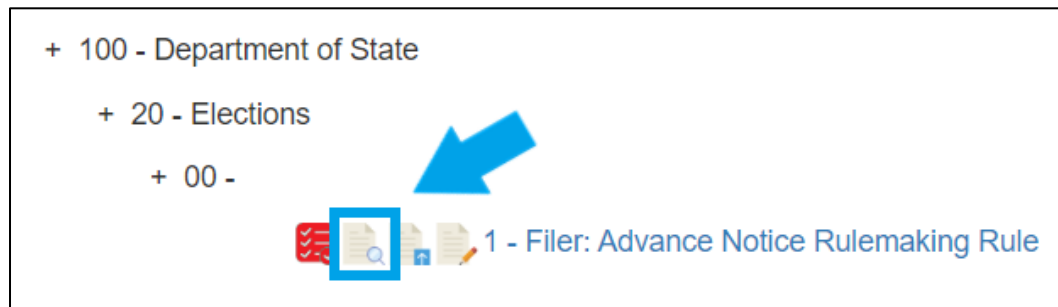 + 100 - Department of State
+ 20 - Elections
+ 00 -
1 - Filer: Advance Notice Rulemaking Rule